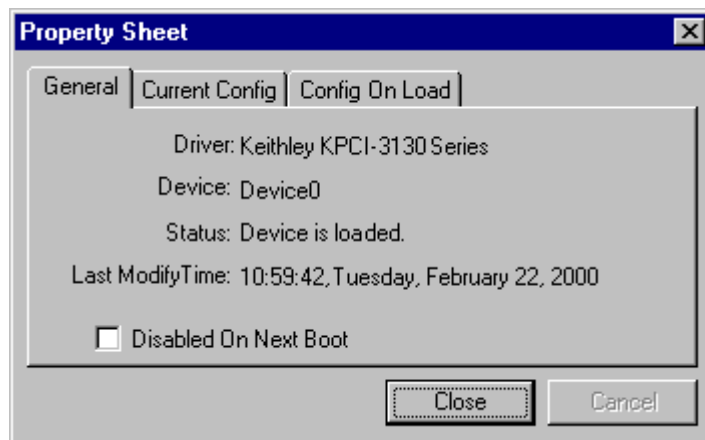 Property Sheet
General Current Config Config On Load
Driver: Keithley KPCI-3130 Series
Device: Device0
Status: Device is loaded.
Last ModifyTime: 10:59:42, Tuesday, February 22, 2000
Disabled On Next Boot
Close Cancel